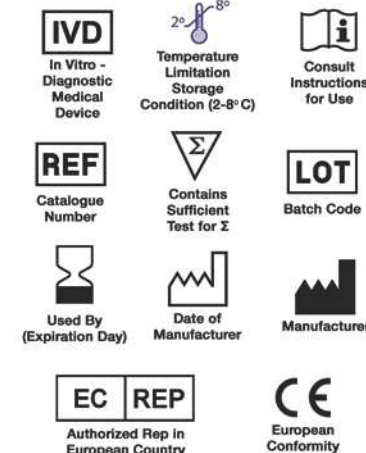 IVD
In Vitro -
Diagnostic
Medical
Device
2° 8°
Temperature
Limitation
Storage
Condition (2-8°C)
i
Consult
Instructions
for Use
REF
Catalogue
Number
Σ
Contains
Sufficient
Test for Σ
LOT
Batch Code
Used By
(Expiration Day)
Date of
Manufacturer
Manufacturer
EC REP
Authorized Rep in
European Country
CE
European
Conformity